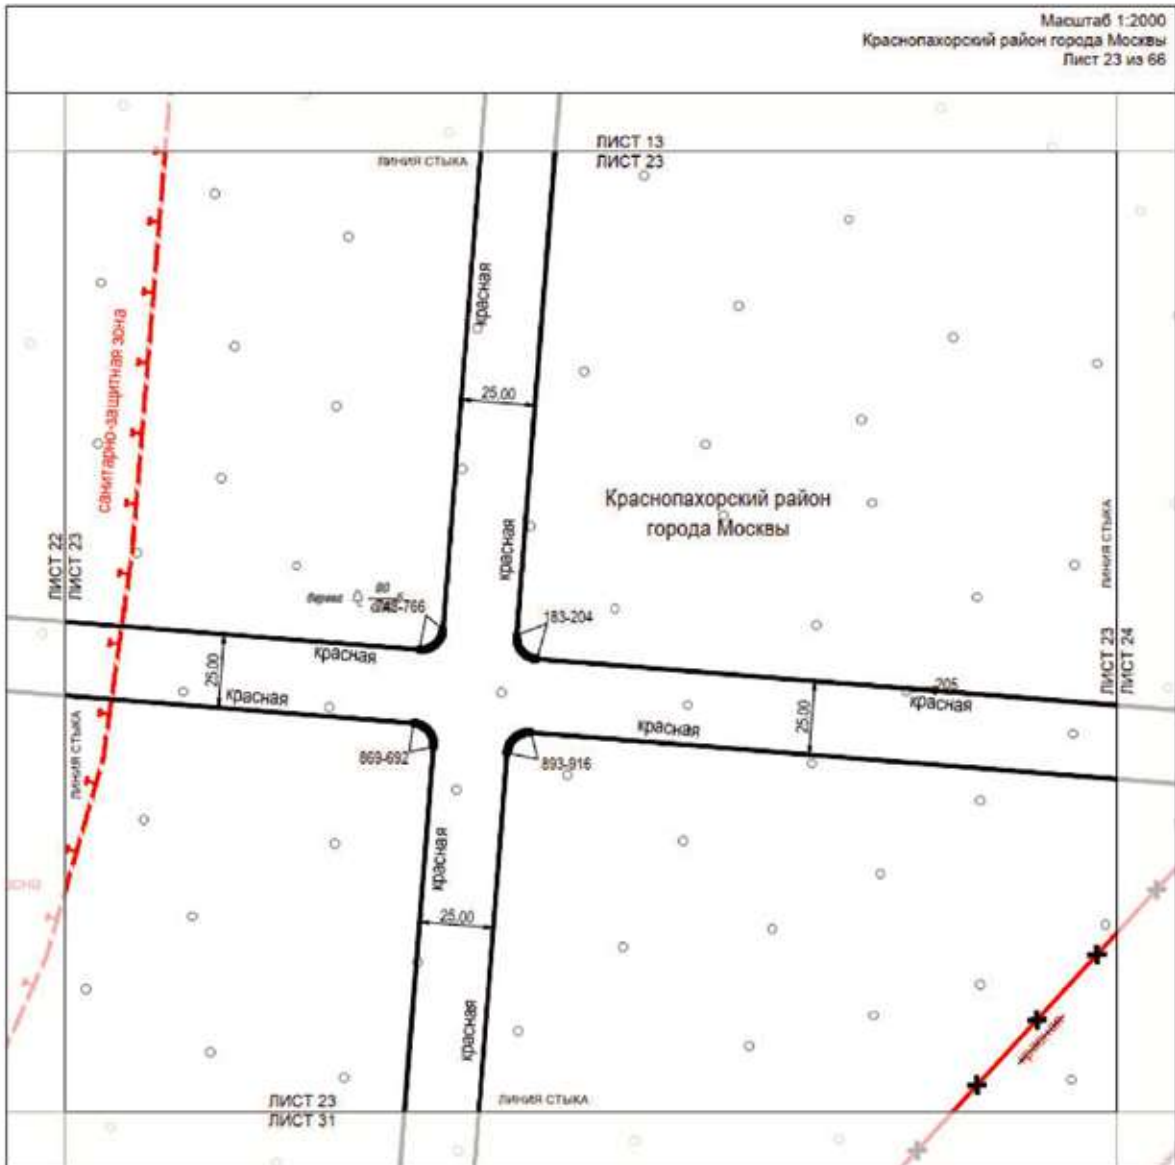 Масштаб 1:2000
Краснопахорский район города Москвы
Лист 23 из 66
ЛИСТ 13
ЛИНИЯ СТЫКА
ЛИСТ 23
красная
санитарно-защитная зона
25.00
Краснопахорский район
города Москвы
красная
ЛИНИЯ СТЫКА
ЛИСТ 22
ЛИСТ 23
80
183-204
красная
25.00
красная
ЛИСТ 23
ЛИСТ 24
205
красная
25.00
красная
ЛИНИЯ СТЫКА
869-692
893-916
красная
25.00
красная
ЛИСТ 23
ЛИНИЯ СТЫКА
ЛИСТ 31